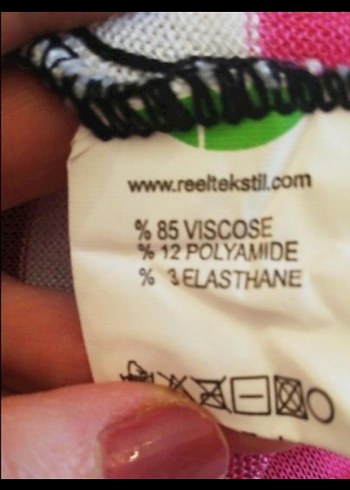 www.reeltekstil.com
% 85 VISCOSE
% 12 POLYAMIDE
% 3 ELASTHANE